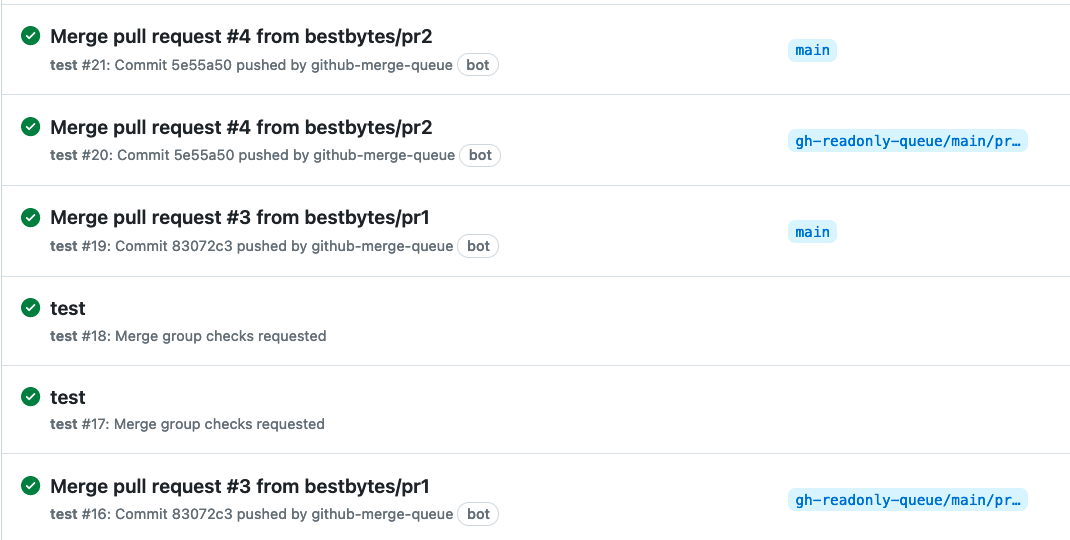 Merge pull request #4 from bestbytes/pr2
test #21: Commit 5e55a50 pushed by github-merge-queue bot
main
Merge pull request #4 from bestbytes/pr2
test #20: Commit 5e55a50 pushed by github-merge-queue bot
gh-readonly-queue/main/pr…
Merge pull request #3 from bestbytes/pr1
test #19: Commit 83072c3 pushed by github-merge-queue bot
main
test
test #18: Merge group checks requested
test
test #17: Merge group checks requested
Merge pull request #3 from bestbytes/pr1
test #16: Commit 83072c3 pushed by github-merge-queue bot
gh-readonly-queue/main/pr…